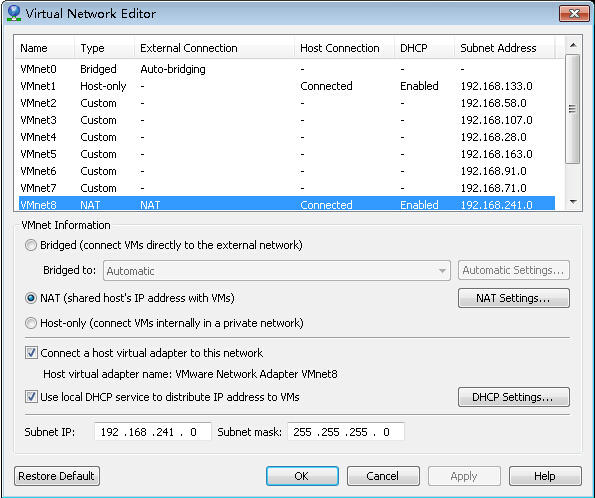 Virtual Network Editor
Name Type External Connection Host Connection DHCP Subnet Address
VMnet0 Bridged Auto-bridging - - -
VMnet1 Host-only - Connected Enabled 192.168.133.0
VMnet2 Custom - - - 192.168.58.0
VMnet3 Custom - - - 192.168.107.0
VMnet4 Custom - - - 192.168.28.0
VMnet5 Custom - - - 192.168.163.0
VMnet6 Custom - - - 192.168.91.0
VMnet7 Custom - - - 192.168.71.0
VMnet8 NAT NAT Connected Enabled 192.168.241.0
VMnet Information
Bridged (connect VMs directly to the external network)
Bridged to: Automatic Automatic Settings...
NAT (shared host's IP address with VMs) NAT Settings...
Host-only (connect VMs internally in a private network)
Connect a host virtual adapter to this network
Host virtual adapter name: VMware Network Adapter VMnet8
Use local DHCP service to distribute IP address to VMs DHCP Settings...
Subnet IP: 192 .168 .241 . 0 Subnet mask: 255 .255 .255 . 0
Restore Default OK Cancel Apply Help